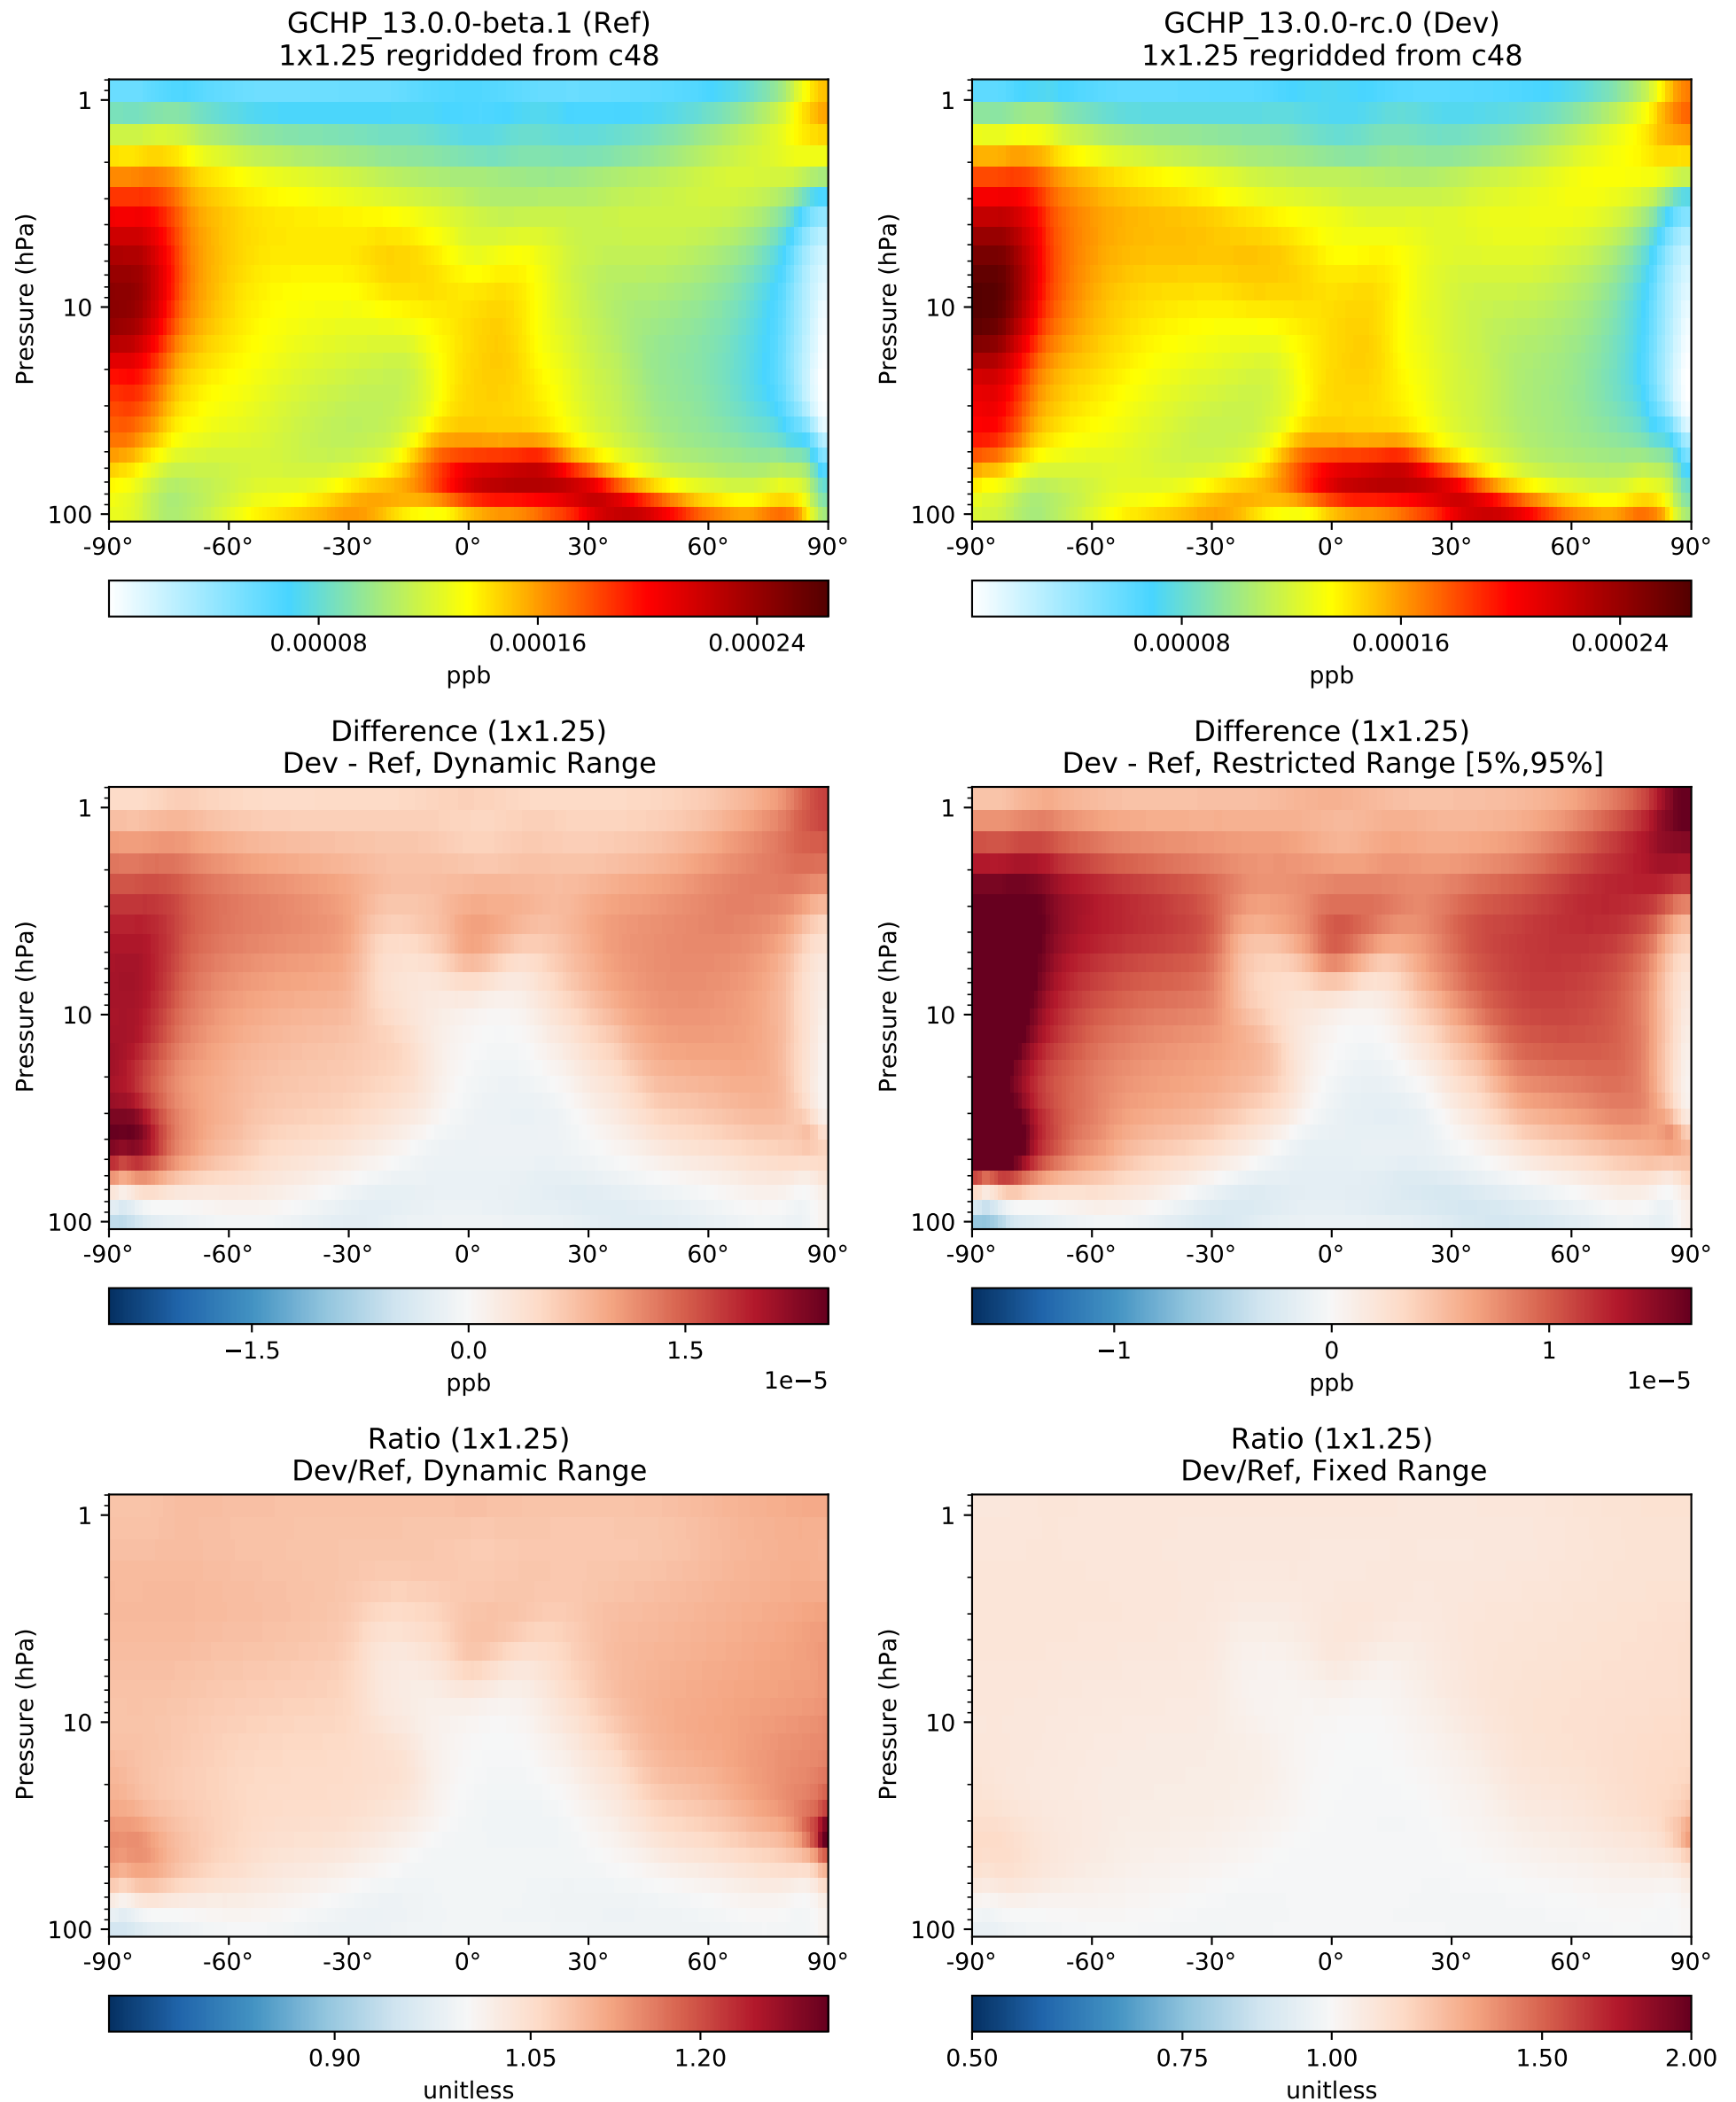 GCHP_13.0.0-beta.1 (Ref)
1x1.25 regridded from c48
Pressure (hPa)
1
10
100
-90° -60° -30° 0° 30° 60° 90°
0.00008 0.00016 0.00024
ppb
GCHP_13.0.0-rc.0 (Dev)
1x1.25 regridded from c48
Pressure (hPa)
1
10
100
-90° -60° -30° 0° 30° 60° 90°
0.00008 0.00016 0.00024
ppb
Difference (1x1.25)
Dev - Ref, Dynamic Range
Pressure (hPa)
1
10
100
-90° -60° -30° 0° 30° 60° 90°
−1.5 0.0 1.5
1e−5
ppb
Difference (1x1.25)
Dev - Ref, Restricted Range [5%,95%]
Pressure (hPa)
1
10
100
-90° -60° -30° 0° 30° 60° 90°
−1 0 1
1e−5
ppb
Ratio (1x1.25)
Dev/Ref, Dynamic Range
Pressure (hPa)
1
10
100
-90° -60° -30° 0° 30° 60° 90°
0.90 1.05 1.20
unitless
Ratio (1x1.25)
Dev/Ref, Fixed Range
Pressure (hPa)
1
10
100
-90° -60° -30° 0° 30° 60° 90°
0.50 0.75 1.00 1.50 2.00
unitless